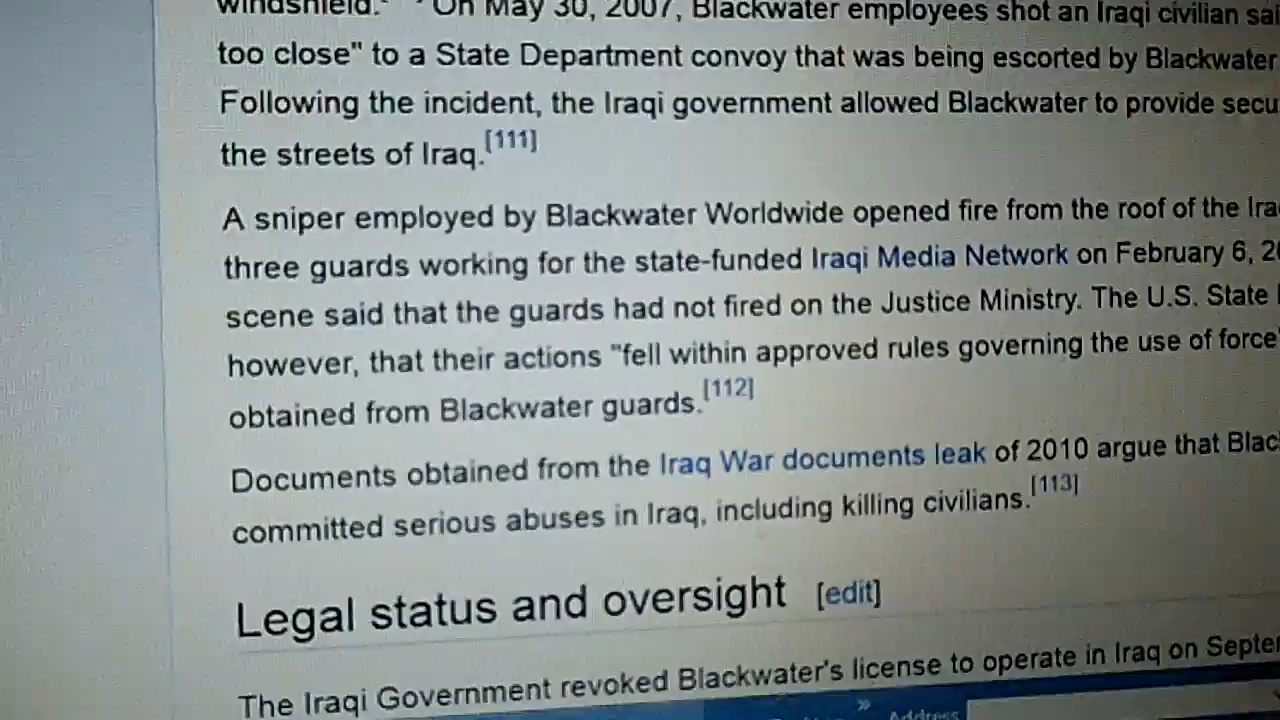 windshield." On May 30, 2007, Blackwater employees shot an Iraqi civilian
too close" to a State Department convoy that was being escorted by Blackwater
Following the incident, the Iraqi government allowed Blackwater to provide
the streets of Iraq.[111]
A sniper employed by Blackwater Worldwide opened fire from the roof of the
three guards working for the state-funded Iraqi Media Network on February 6,
scene said that the guards had not fired on the Justice Ministry. The U.S. State
however, that their actions "fell within approved rules governing the use of force
obtained from Blackwater guards.[112]
Documents obtained from the Iraq War documents leak of 2010 argue that
committed serious abuses in Iraq, including killing civilians.[113]
Legal status and oversight [edit]
The Iraqi Government revoked Blackwater's license to operate in Iraq on
» Address